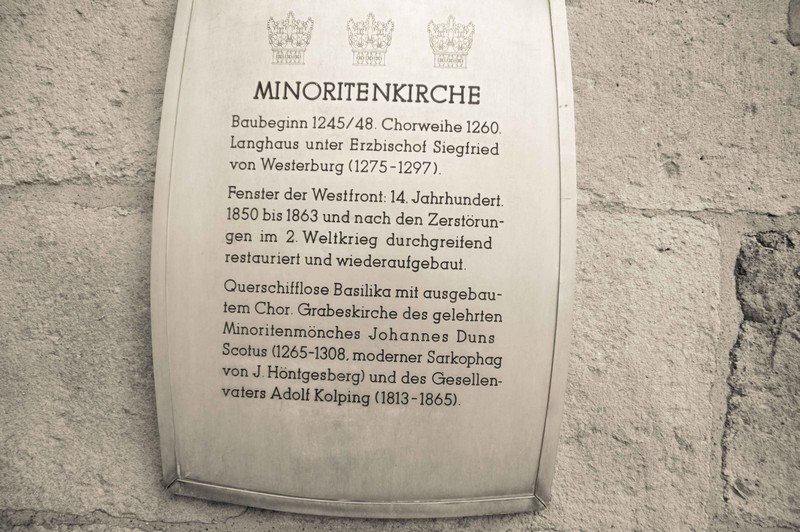 MINORITENKIRCHE
Baubeginn 1245/48. Chorweihe 1260.
Langhaus unter Erzbischof Siegfried
von Westerburg (1275-1297).
Fenster der Westfront: 14. Jahrhundert.
1850 bis 1863 und nach den Zerstörun-
gen im 2. Weltkrieg durchgreifend
restauriert und wiederaufgebaut.
Querschifflose Basilika mit ausgebau-
tem Chor. Grabeskirche des gelehrten
Minoritenmönches Johannes Duns
Scotus (1265-1308, moderner Sarkophag
von J. Höntgesberg) und des Gesellen-
vaters Adolf Kolping (1813-1865).